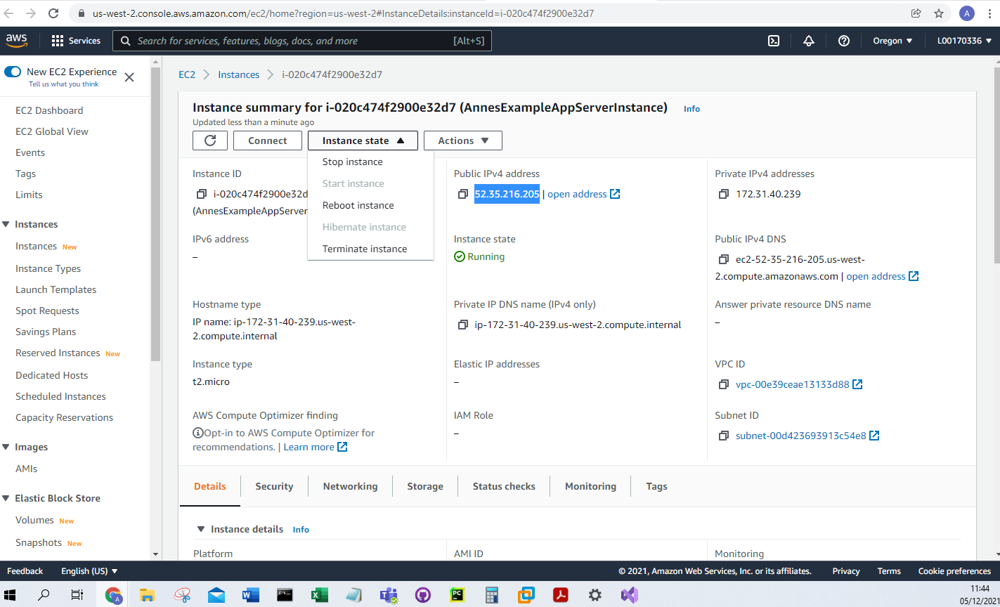 us-west-2.console.aws.amazon.com/ec2/home?region=us-west-2#InstanceDetails:instanceId=i-020c474f2900e32d7
A
aws
Services
Search for services, features, blogs, docs, and more
[Alt+S]
Oregon
L00170336
New EC2 Experience
Tell us what you think
EC2 Dashboard
EC2 Global View
Events
Tags
Limits
Instances
Instances New
Instance Types
Launch Templates
Spot Requests
Savings Plans
Reserved Instances New
Dedicated Hosts
Scheduled Instances
Capacity Reservations
Images
AMIs
Elastic Block Store
Volumes New
Snapshots New
EC2 > Instances > i-020c474f2900e32d7
Instance summary for i-020c474f2900e32d7 (AnnesExampleAppServerInstance) Info
Updated less than a minute ago
Connect
Instance state
Actions
Stop instance
Start instance
Reboot instance
Hibernate instance
Terminate instance
Instance ID
i-020c474f2900e32d
(AnnesExampleAppServer
Public IPv4 address
52.35.216.205 | open address
Private IPv4 addresses
172.31.40.239
IPv6 address
–
Instance state
Running
Public IPv4 DNS
ec2-52-35-216-205.us-west-
2.compute.amazonaws.com | open address
Hostname type
IP name: ip-172-31-40-239.us-west-
2.compute.internal
Private IP DNS name (IPv4 only)
ip-172-31-40-239.us-west-2.compute.internal
Answer private resource DNS name
–
Instance type
t2.micro
Elastic IP addresses
–
VPC ID
vpc-00e39ceae13133d88
AWS Compute Optimizer finding
Opt-in to AWS Compute Optimizer for
recommendations. | Learn more
IAM Role
–
Subnet ID
subnet-00d423693913c54e8
Details
Security
Networking
Storage
Status checks
Monitoring
Tags
Instance details Info
Platform
AMI ID
Monitoring
Feedback
English (US)
© 2021, Amazon Web Services, Inc. or its affiliates.
Privacy
Terms
Cookie preferences
11:44
05/12/2021